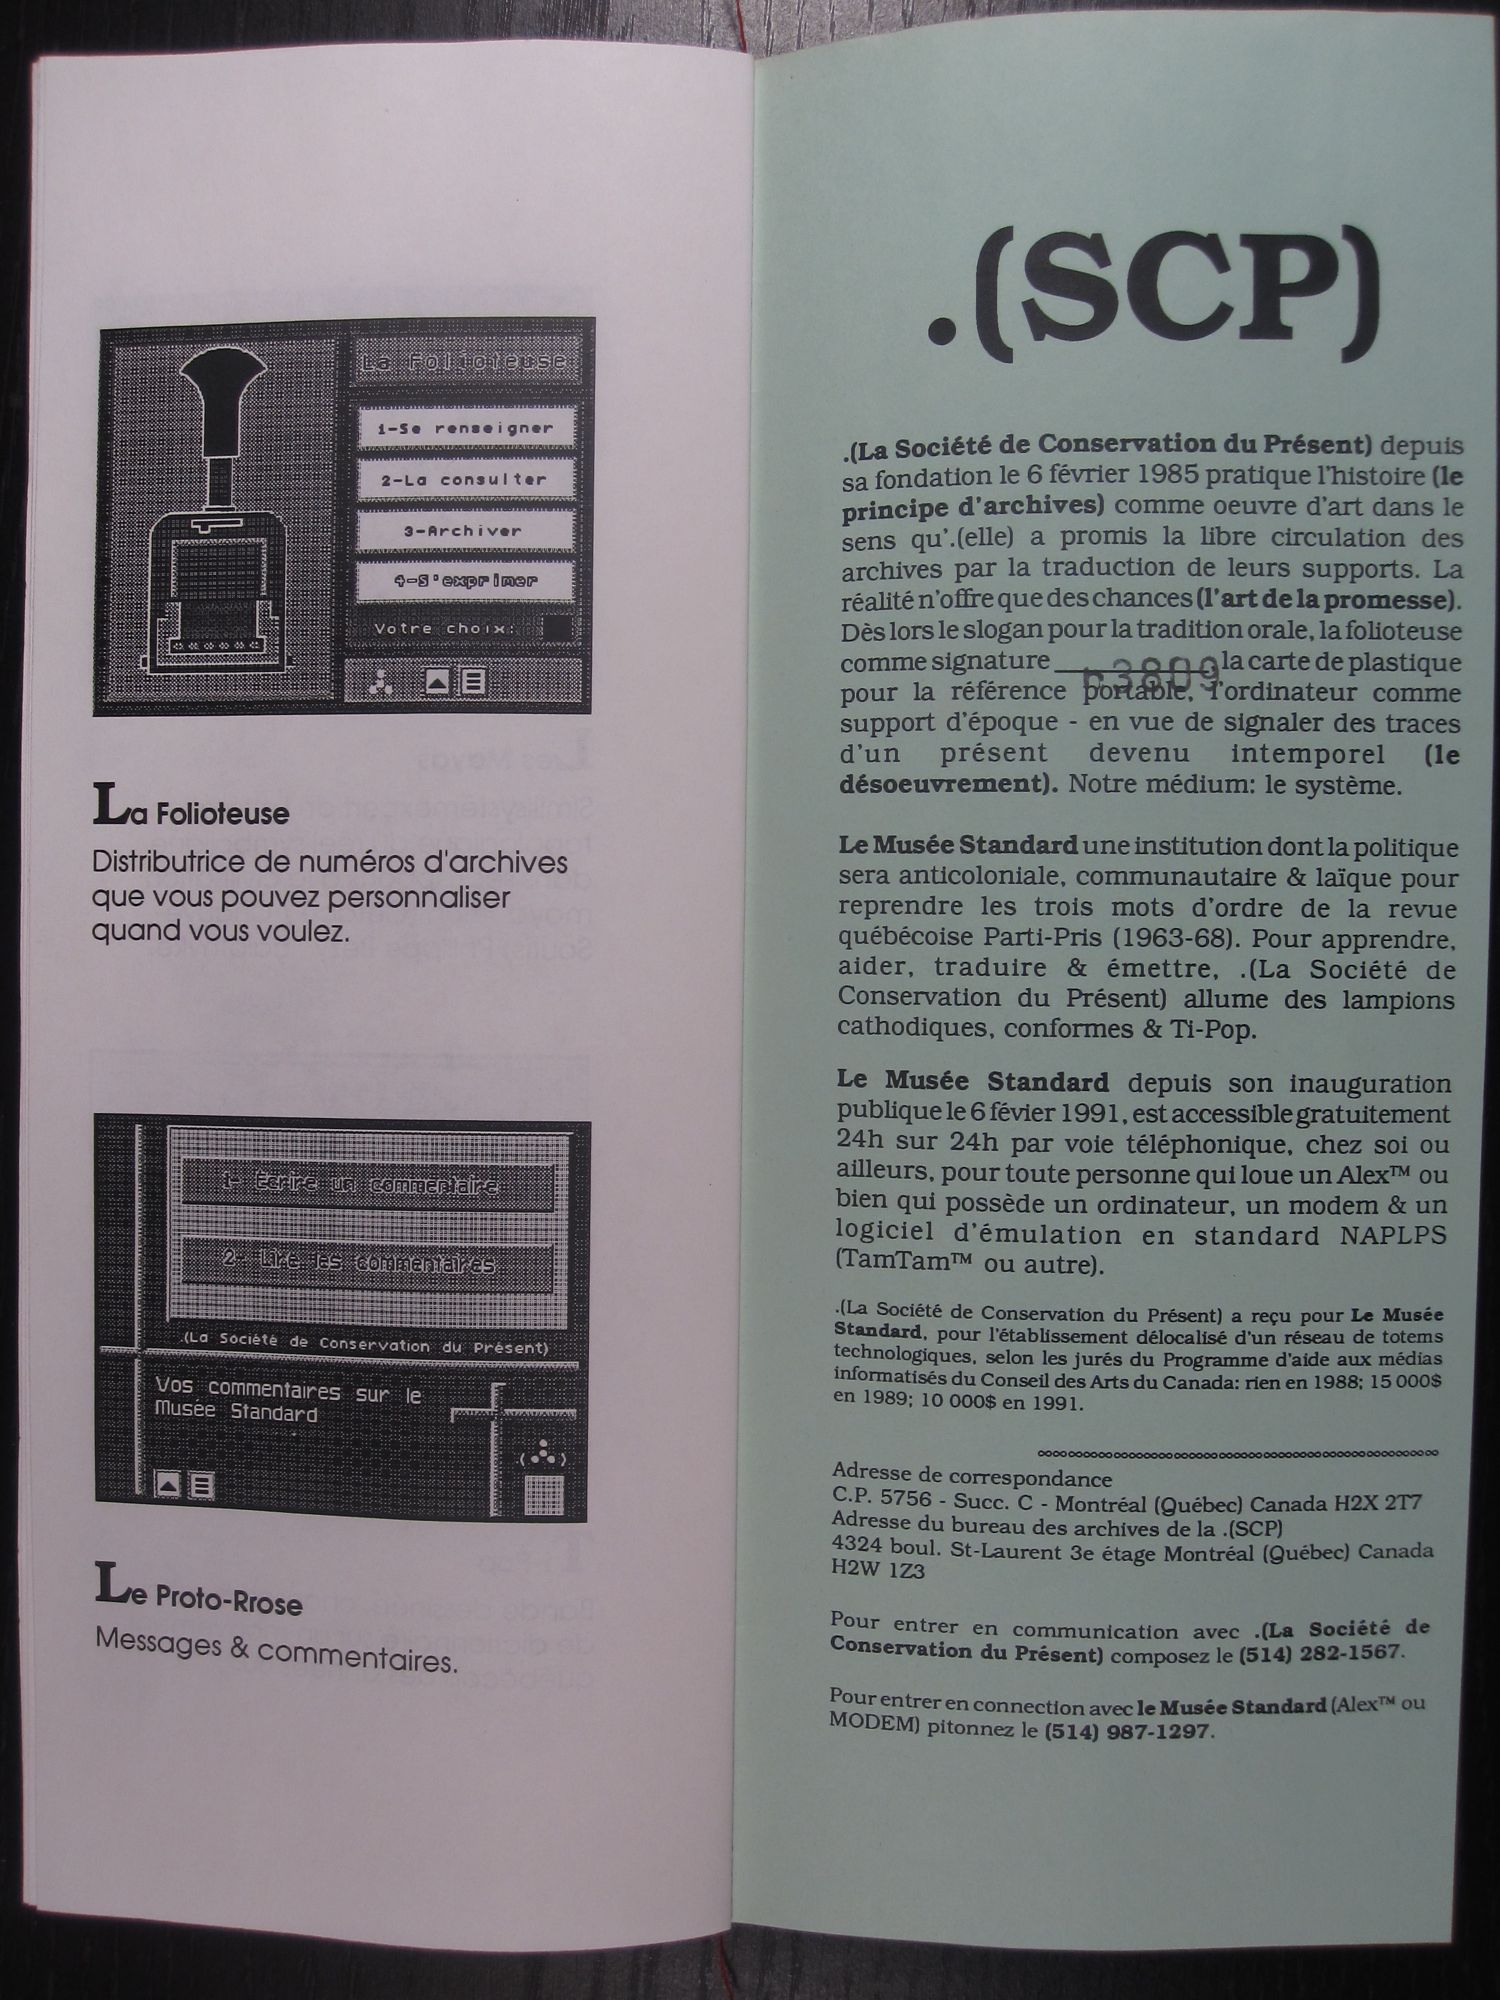 La Folioteuse
1-Se renseigner
2-La consulter
3-Archiver
4-S'exprimer
Votre choix:
La Folioteuse
Distributrice de numéros d'archives
que vous pouvez personnaliser
quand vous voulez.
1- Ecrire un commentaire
2- Lire les commentaires
.(La Société de Conservation du Présent)
Vos commentaires sur le
Musée Standard
Le Proto-Rrose
Messages & commentaires.
.(SCP)
.(La Société de Conservation du Présent) depuis
sa fondation le 6 février 1985 pratique l'histoire (le
principe d'archives) comme oeuvre d'art dans le
sens qu'.(elle) a promis la libre circulation des
archives par la traduction de leurs supports. La
réalité n'offre que des chances (l'art de la promesse).
Dès lors le slogan pour la tradition orale, la folioteuse
comme signature ________ la carte de plastique
pour la référence portable, l'ordinateur comme
support d'époque - en vue de signaler des traces
d'un présent devenu intemporel (le
désoeuvrement). Notre médium: le système.
Le Musée Standard une institution dont la politique
sera anticoloniale, communautaire & laïque pour
reprendre les trois mots d'ordre de la revue
québécoise Parti-Pris (1963-68). Pour apprendre,
aider, traduire & émettre, .(La Société de
Conservation du Présent) allume des lampions
cathodiques, conformes & Ti-Pop.
Le Musée Standard depuis son inauguration
publique le 6 févier 1991, est accessible gratuitement
24h sur 24h par voie téléphonique, chez soi ou
ailleurs, pour toute personne qui loue un Alex™ ou
bien qui possède un ordinateur, un modem & un
logiciel d'émulation en standard NAPLPS
(TamTam™ ou autre).
.(La Société de Conservation du Présent) a reçu pour Le Musée
Standard, pour l'établissement délocalisé d'un réseau de totems
technologiques, selon les jurés du Programme d'aide aux médias
informatisés du Conseil des Arts du Canada: rien en 1988; 15 000$
en 1989; 10 000$ en 1991.
Adresse de correspondance
C.P. 5756 - Succ. C - Montréal (Québec) Canada H2X 2T7
Adresse du bureau des archives de la .(SCP)
4324 boul. St-Laurent 3e étage Montréal (Québec) Canada
H2W 1Z3
Pour entrer en communication avec .(La Société de
Conservation du Présent) composez le (514) 282-1567.
Pour entrer en connection avec le Musée Standard (Alex™ ou
MODEM) pitonnez le (514) 987-1297.